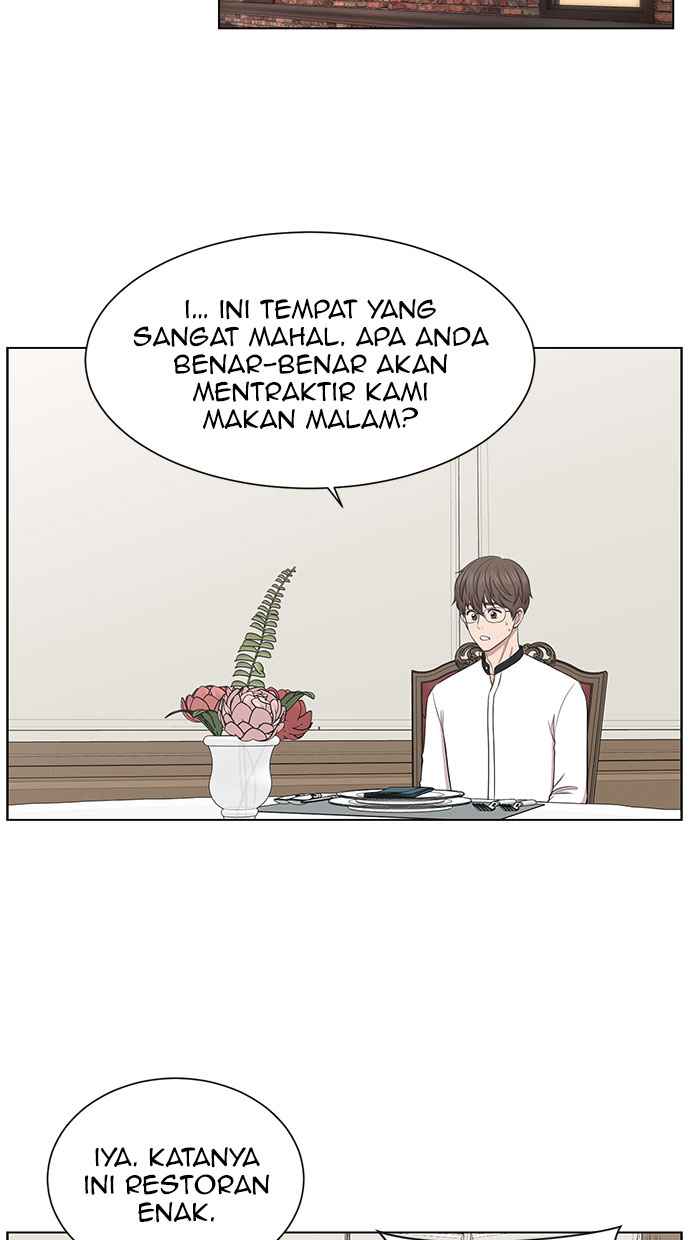 I... INI TEMPAT YANG
SANGAT MAHAL. APA ANDA
BENAR-BENAR AKAN
MENTRAKTIR KAMI
MAKAN MALAM?
IYA. KATANYA
INI RESTORAN
ENAK.